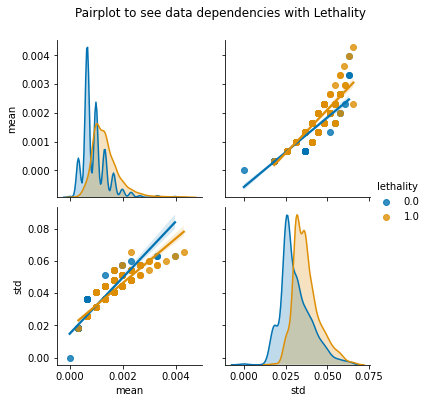 Pairplot to see data dependencies with Lethality
0.004
0.003
0.002
0.001
0.000
mean
lethality
0.0
1.0
0.08
0.06
0.04
0.02
0.00
std
0.000 0.002 0.004
mean
0.000 0.025 0.050 0.075
std